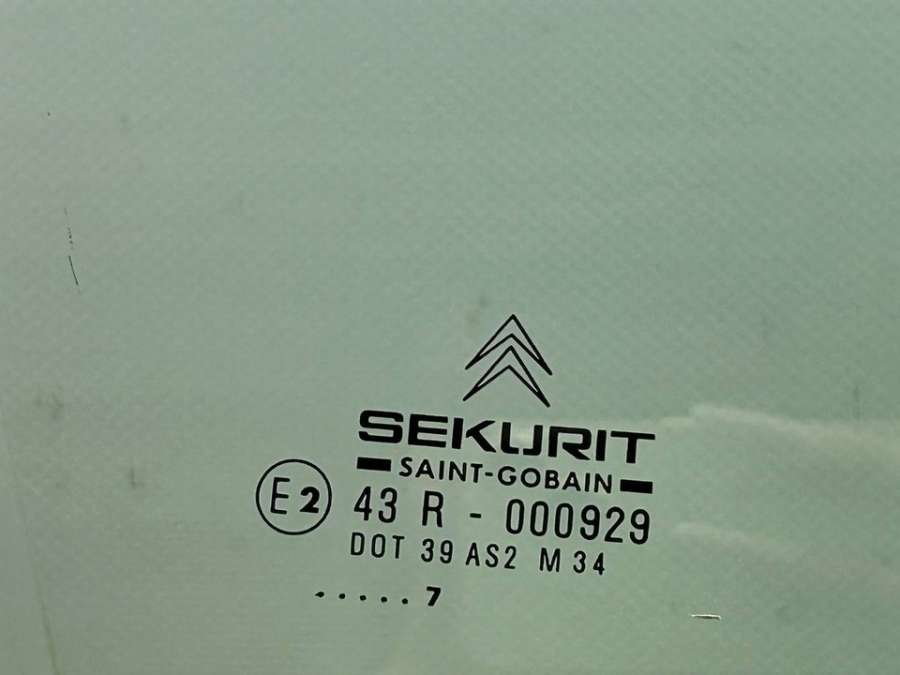 SEKURIT
SAINT-GOBAIN
E2 43 R - 000929
DOT 39 AS2 M 34
. . . . . 7